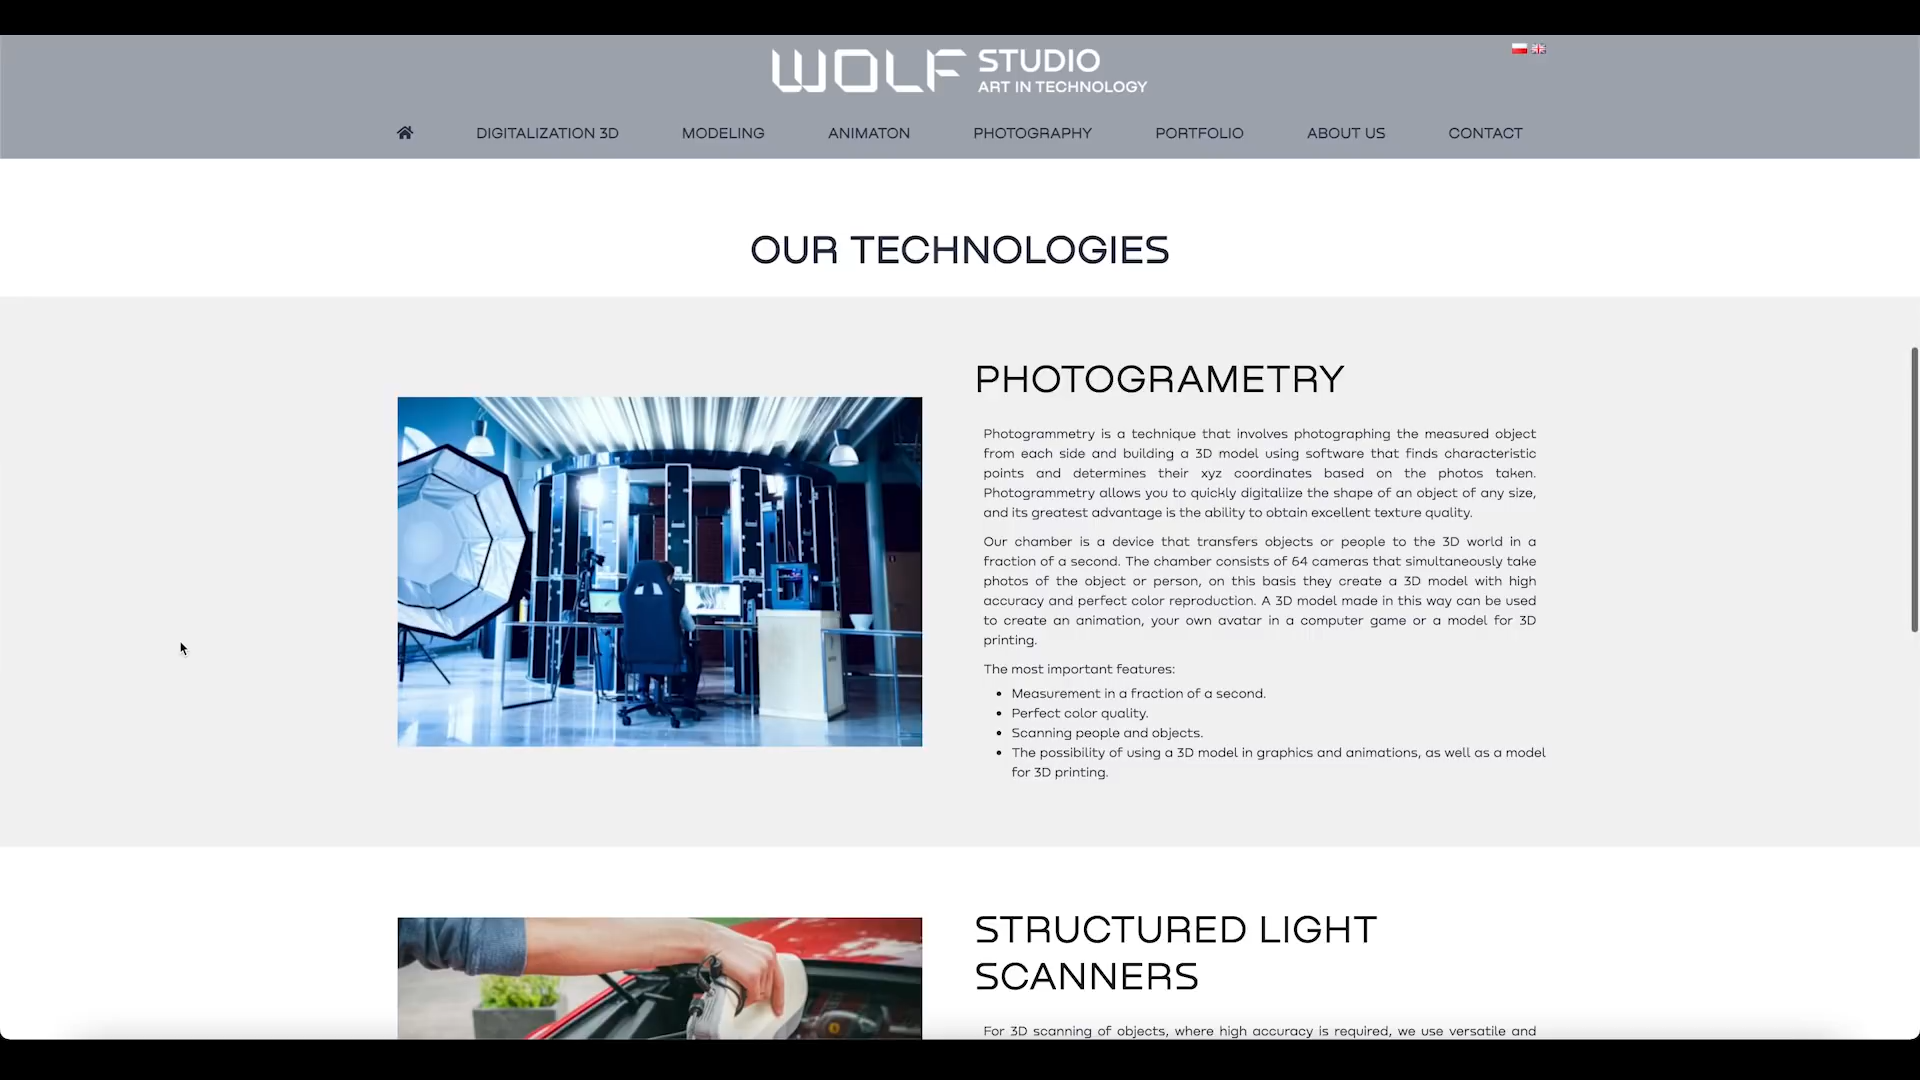 WOLF STUDIO
ART IN TECHNOLOGY
DIGITALIZATION 3D MODELING ANIMATON PHOTOGRAPHY PORTFOLIO ABOUT US CONTACT
OUR TECHNOLOGIES
PHOTOGRAMETRY
Photogrammetry is a technique that involves photographing the measured object
from each side and building a 3D model using software that finds characteristic
points and determines their xyz coordinates based on the photos taken.
Photogrammetry allows you to quickly digitaliize the shape of an object of any size,
and its greatest advantage is the ability to obtain excellent texture quality.
Our chamber is a device that transfers objects or people to the 3D world in a
fraction of a second. The chamber consists of 64 cameras that simultaneously take
photos of the object or person, on this basis they create a 3D model with high
accuracy and perfect color reproduction. A 3D model made in this way can be used
to create an animation, your own avatar in a computer game or a model for 3D
printing.
The most important features:
• Measurement in a fraction of a second.
• Perfect color quality.
• Scanning people and objects.
• The possibility of using a 3D model in graphics and animations, as well as a model
for 3D printing.
STRUCTURED LIGHT
SCANNERS
For 3D scanning of objects, where high accuracy is required, we use versatile and